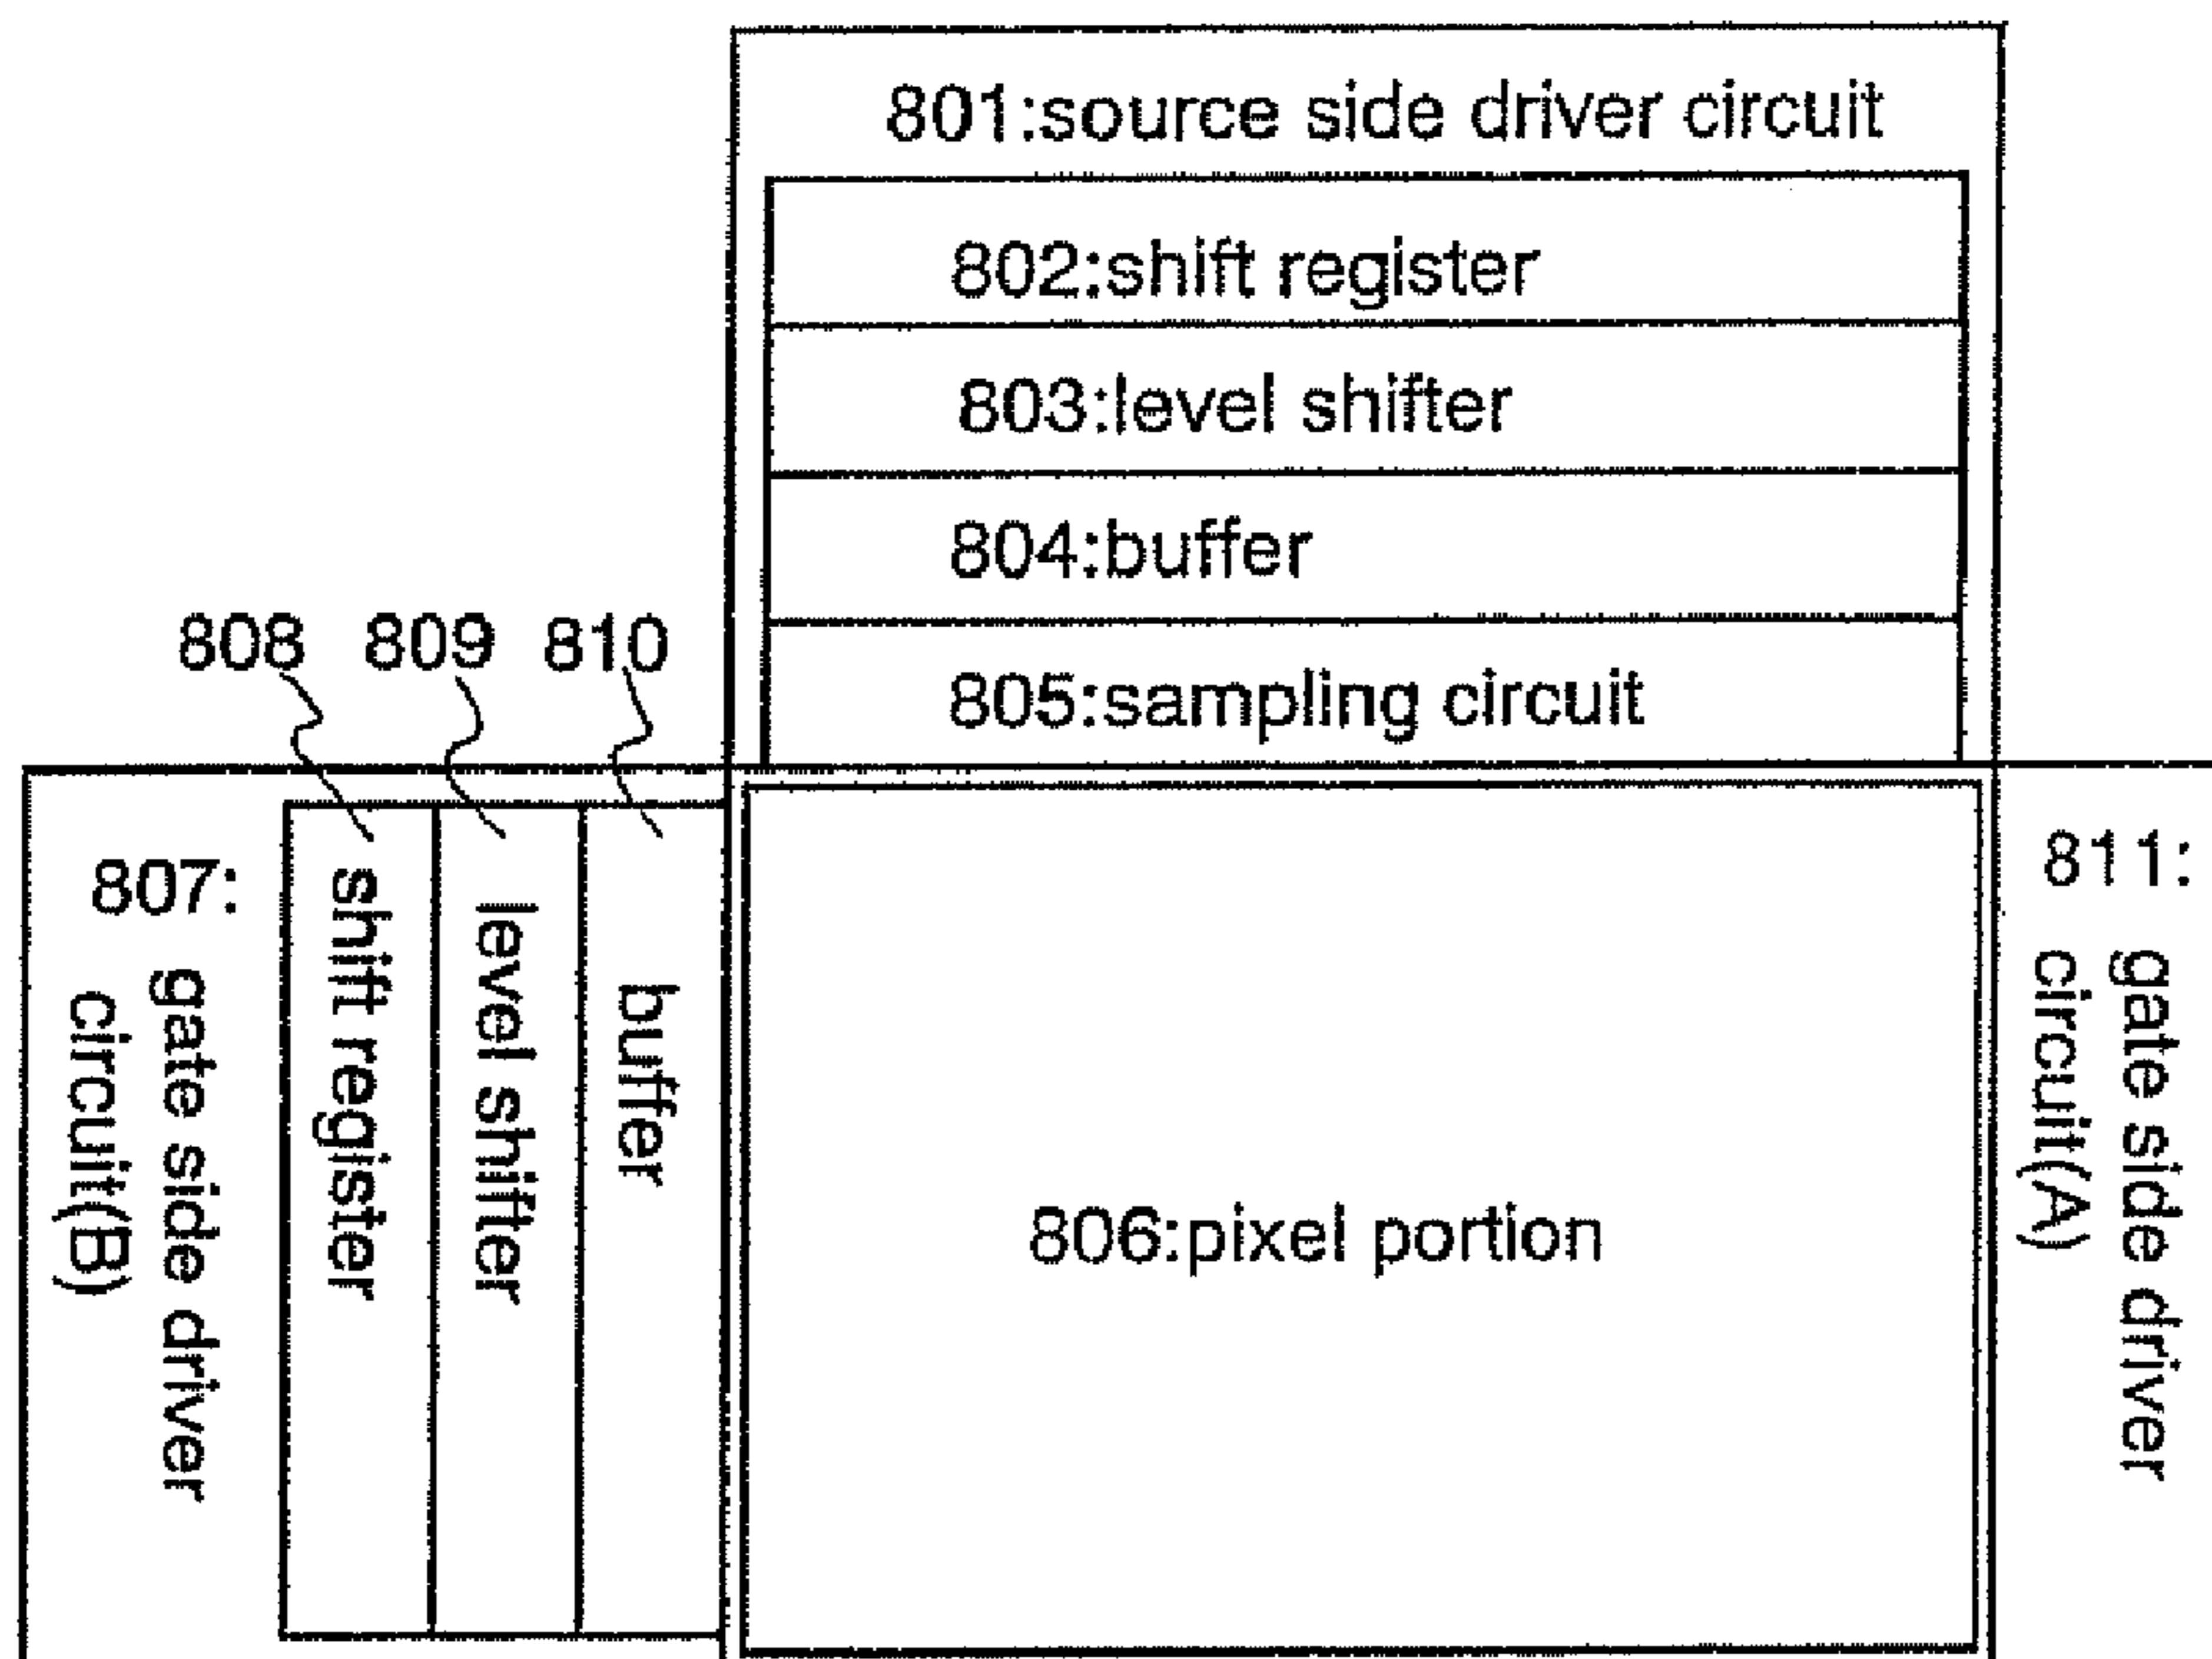 801:source side driver circuit
802:shift register
803:level shifter
804:buffer
805:sampling circuit
808 809 810
807:
gate side driver
circuit(B)
shift register
level shifter
buffer
806:pixel portion
811:
gate side driver
circuit(A)